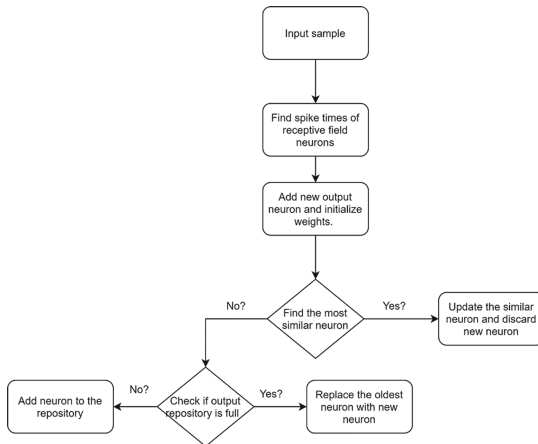 Input sample
Find spike times of
receptive field
neurons
Add new output
neuron and initialize
weights.
No?
Find the most
similar neuron
Yes?
Update the similar
neuron and discard
new neuron
Add neuron to the
repository
No?
Check if output
repository is full
Yes?
Replace the oldest
neuron with new
neuron